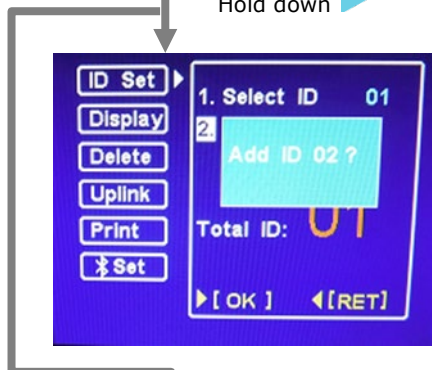 Hold down
ID Set
Display
Delete
Uplink
Print
Set
1. Select ID 01
2.
Add ID 02 ?
Total ID: 01
[ OK ] [RET]